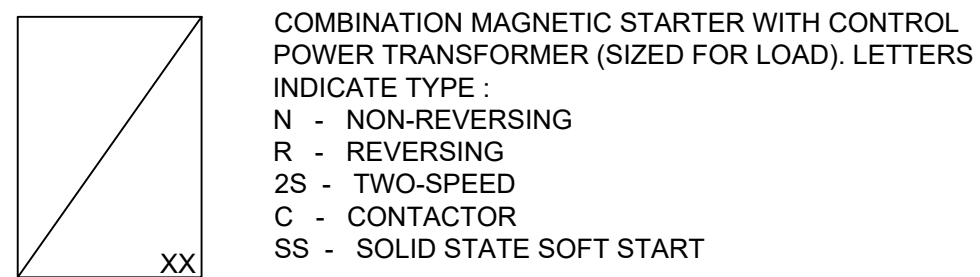 COMBINATION MAGNETIC STARTER WITH CONTROL
POWER TRANSFORMER (SIZED FOR LOAD). LETTERS
INDICATE TYPE :
N - NON-REVERSING
R - REVERSING
2S - TWO-SPEED
C - CONTACTOR
SS - SOLID STATE SOFT START
XX